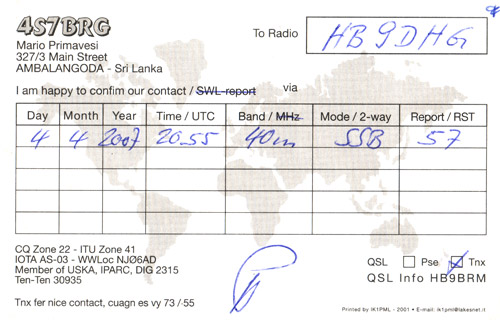 4S7BRG
Mario Primavesi
327/3 Main Street
AMBALANGODA - Sri Lanka
To Radio HB9DHG
I am happy to confim our contact / SWL-report via
Day Month Year Time / UTC Band / MHz Mode / 2-way Report / RST
4 4 2007 20.55 40m SSB 57
CQ Zone 22 - ITU Zone 41
IOTA AS-03 - WWLoc NJØ6AD
Member of USKA, IPARC, DIG 2315
Ten-Ten 30935
QSL Pse Tnx
QSL Info HB9BRM
Tnx fer nice contact, cuagn es vy 73 / 55
Printed by IK1PML - 2001 • E-mail: ik1pml@lakesnet.it